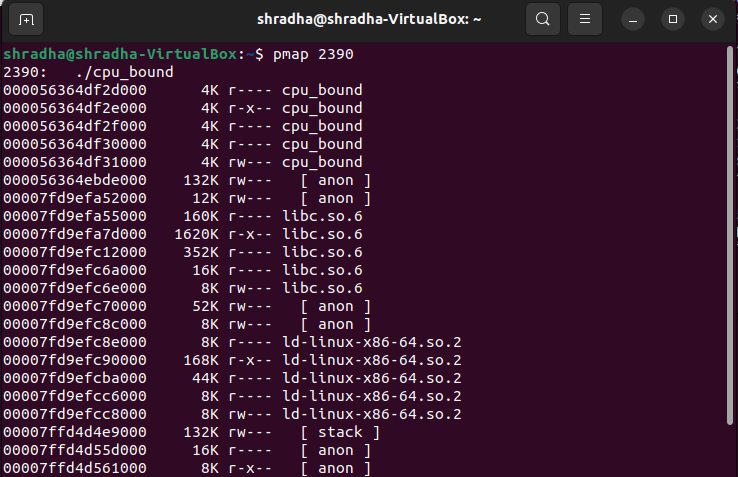 shradha@shradha-VirtualBox: ~
shradha@shradha-VirtualBox:~$ pmap 2390
2390:   ./cpu_bound
000056364df2d000      4K r---- cpu_bound
000056364df2e000      4K r-x-- cpu_bound
000056364df2f000      4K r---- cpu_bound
000056364df30000      4K r---- cpu_bound
000056364df31000      4K rw--- cpu_bound
000056364ebde000    132K rw---   [ anon ]
00007fd9efa52000     12K rw---   [ anon ]
00007fd9efa55000    160K r---- libc.so.6
00007fd9efa7d000   1620K r-x-- libc.so.6
00007fd9efc12000    352K r---- libc.so.6
00007fd9efc6a000     16K r---- libc.so.6
00007fd9efc6e000      8K rw--- libc.so.6
00007fd9efc70000     52K rw---   [ anon ]
00007fd9efc8c000      8K rw---   [ anon ]
00007fd9efc8e000      8K r---- ld-linux-x86-64.so.2
00007fd9efc90000    168K r-x-- ld-linux-x86-64.so.2
00007fd9efcba000     44K r---- ld-linux-x86-64.so.2
00007fd9efcc6000      8K r---- ld-linux-x86-64.so.2
00007fd9efcc8000      8K rw--- ld-linux-x86-64.so.2
00007ffd4d4e9000    132K rw---   [ stack ]
00007ffd4d55d000     16K r----   [ anon ]
00007ffd4d561000      8K r-x--   [ anon ]